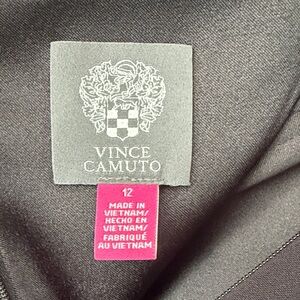 VINCE
CAMUTO
12
MADE IN
VIETNAM/
HECHO EN
VIETNAM/
FABRIQUÉ
AU VIETNAM